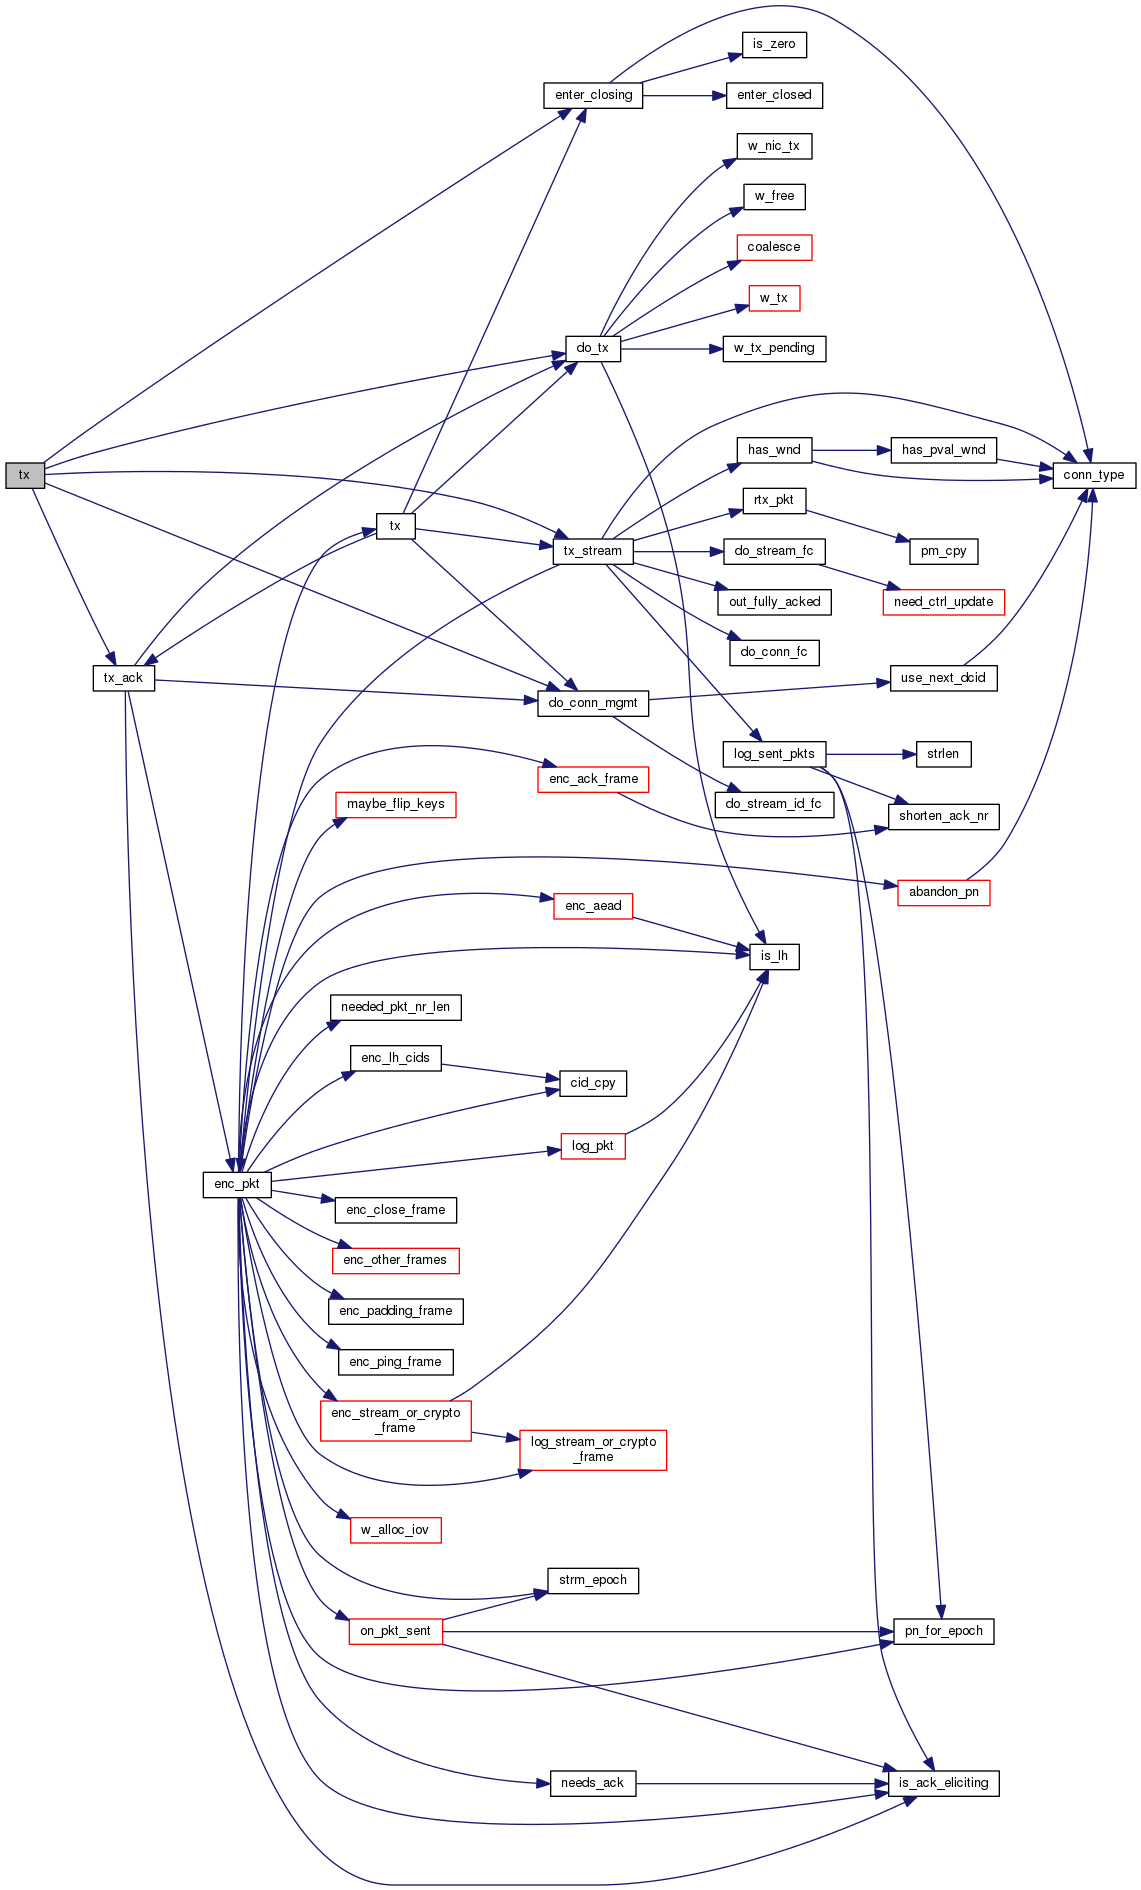 is_zero
enter_closing
enter_closed
w_nic_tx
w_free
coalesce
w_tx
do_tx
w_tx_pending
has_wnd
has_pval_wnd
tx
conn_type
rtx_pkt
tx
tx_stream
do_stream_fc
pm_cpy
out_fully_acked
need_ctrl_update
do_conn_fc
tx_ack
use_next_dcid
do_conn_mgmt
log_sent_pkts
strlen
enc_ack_frame
maybe_flip_keys
do_stream_id_fc
shorten_ack_nr
abandon_pn
enc_aead
is_lh
needed_pkt_nr_len
enc_lh_cids
cid_cpy
log_pkt
enc_pkt
enc_close_frame
enc_other_frames
enc_padding_frame
enc_ping_frame
enc_stream_or_crypto
_frame
log_stream_or_crypto
_frame
w_alloc_iov
strm_epoch
on_pkt_sent
pn_for_epoch
needs_ack
is_ack_eliciting